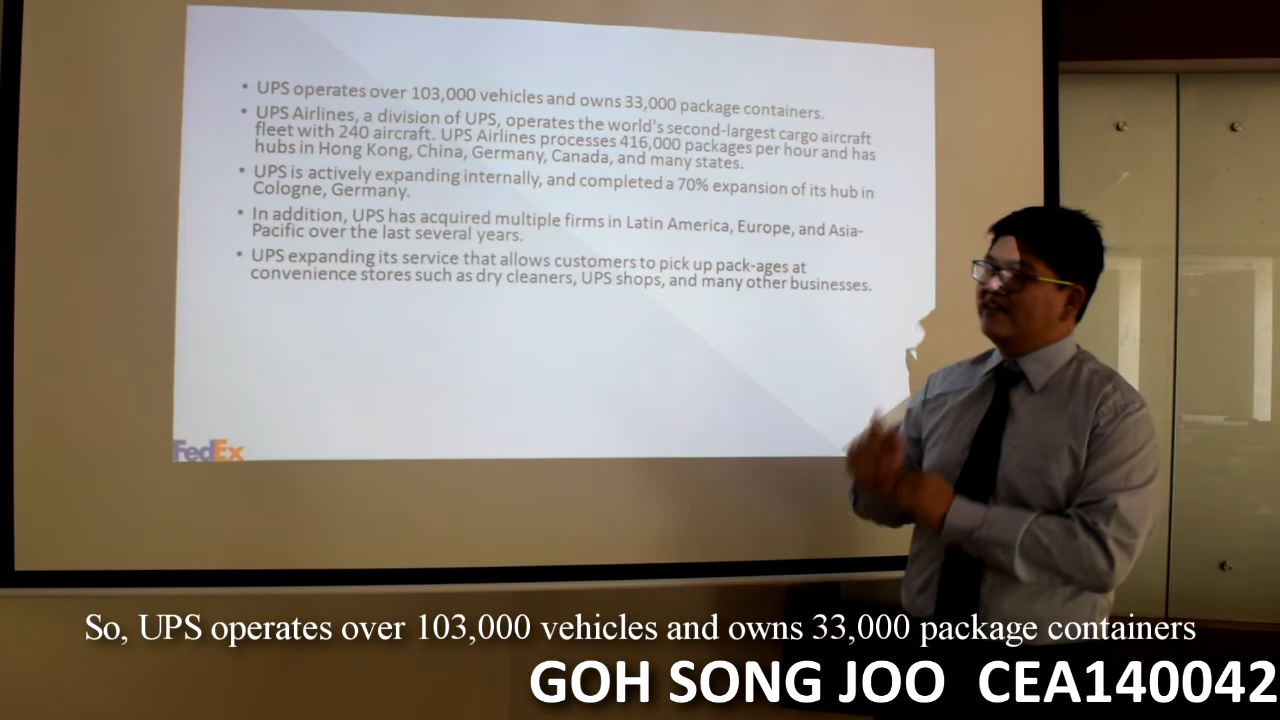 • UPS operates over 103,000 vehicles and owns 33,000 package containers.
• UPS Airlines, a division of UPS, operates the world's second-largest cargo aircraft
fleet with 240 aircraft. UPS Airlines processes 416,000 packages per hour and has
hubs in Hong Kong, China, Germany, Canada, and many states.
• UPS is actively expanding internally, and completed a 70% expansion of its hub in
Cologne, Germany.
• In addition, UPS has acquired multiple firms in Latin America, Europe, and Asia-
Pacific over the last several years.
• UPS expanding its service that allows customers to pick up pack-ages at
convenience stores such as dry cleaners, UPS shops, and many other businesses.
FedEx
So, UPS operates over 103,000 vehicles and owns 33,000 package containers
GOH SONG JOO CEA140042